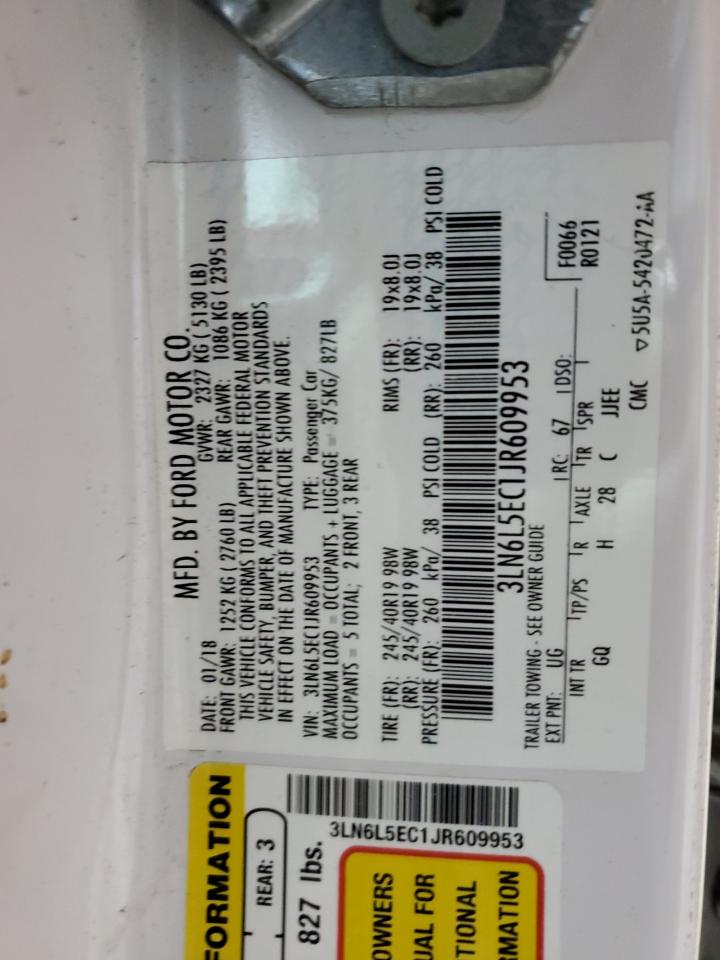 MFD. BY FORD MOTOR CO.
DATE: 01/18 GVWR: 2327 KG ( 5130 LB)
FRONT GAWR: 1252 KG ( 2760 LB) REAR GAWR: 1086 KG ( 2395 LB)
THIS VEHICLE CONFORMS TO ALL APPLICABLE FEDERAL MOTOR
VEHICLE SAFETY, BUMPER, AND THEFT PREVENTION STANDARDS
IN EFFECT ON THE DATE OF MANUFACTURE SHOWN ABOVE.
VIN: 3LN6L5EC1JR609953 TYPE: Passenger Car
MAXIMUM LOAD = OCCUPANTS + LUGGAGE = 375KG/ 827LB
OCCUPANTS = 5 TOTAL; 2 FRONT, 3 REAR
TIRE (FR): 245/40R19 98W RIMS (FR): 19x8.0J
(RR): 245/40R19 98W (RR): 19x8.0J
PRESSURE (FR): 260 kPa/ 38 PSI COLD (RR): 260 kPa/ 38 PSI COLD
3LN6L5EC1JR609953
TRAILER TOWING - SEE OWNER GUIDE
EXT PNT: UG RC: 67 DSO: F0066
R0121
INT TR TP/PS R AXLE TR SPR
GQ H 28 C JJEE
CMC ▽5U5A-5420472-AA
FORMATION
REAR: 3
827 lbs.
3LN6L5EC1JR609953
OWNERS
UAL FOR
TIONAL
RMATION